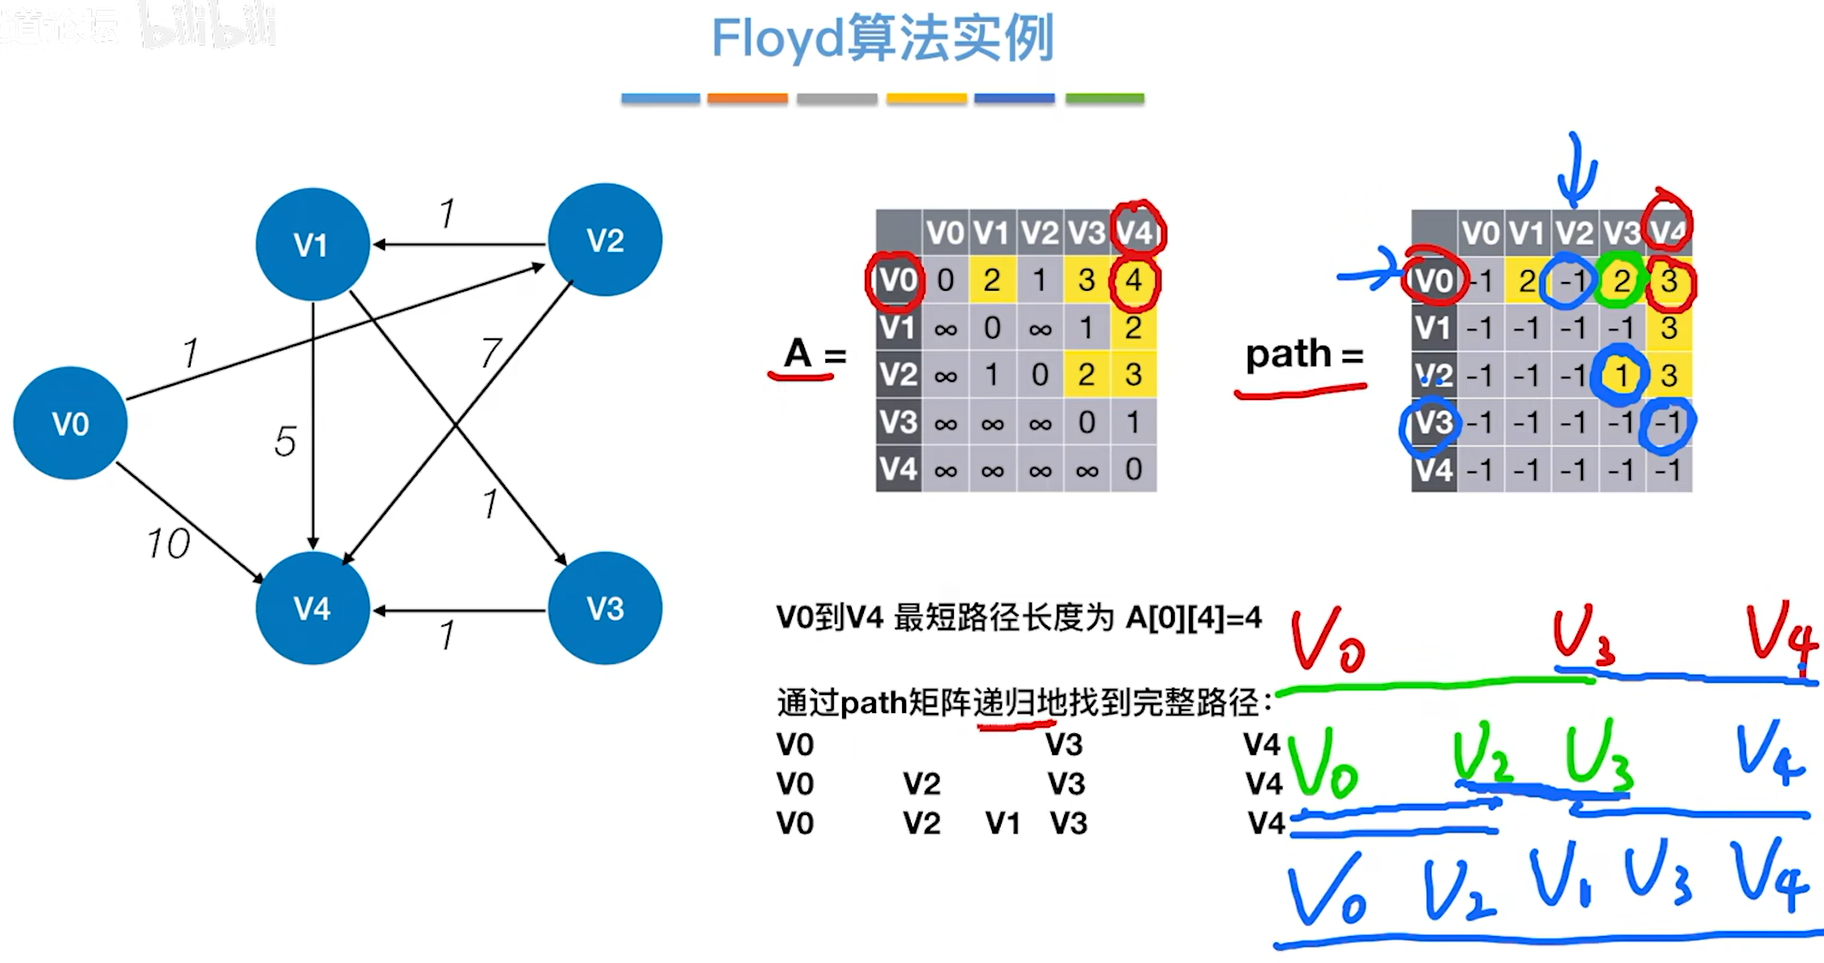 道论坛 bilibili
Floyd算法实例
V1
1
V2
1
7
V0
5
1
10
V4
1
V3
A =
V0 V1 V2 V3 V4
V0 0 2 1 3 4
V1 ∞ 0 ∞ 1 2
V2 ∞ 1 0 2 3
V3 ∞ ∞ ∞ 0 1
V4 ∞ ∞ ∞ ∞ 0
path =
V0 V1 V2 V3 V4
V0 -1 2 -1 2 3
V1 -1 -1 -1 -1 3
V2 -1 -1 -1 1 3
V3 -1 -1 -1 -1 -1
V4 -1 -1 -1 -1 -1
V0到V4 最短路径长度为 A[0][4]=4
通过path矩阵递归地找到完整路径：
V0 V3 V4
V0 V2 V3 V4
V0 V2 V1 V3 V4
V0 V3 V4
V0 V2 V3 V4
V0 V2 V1 V3 V4